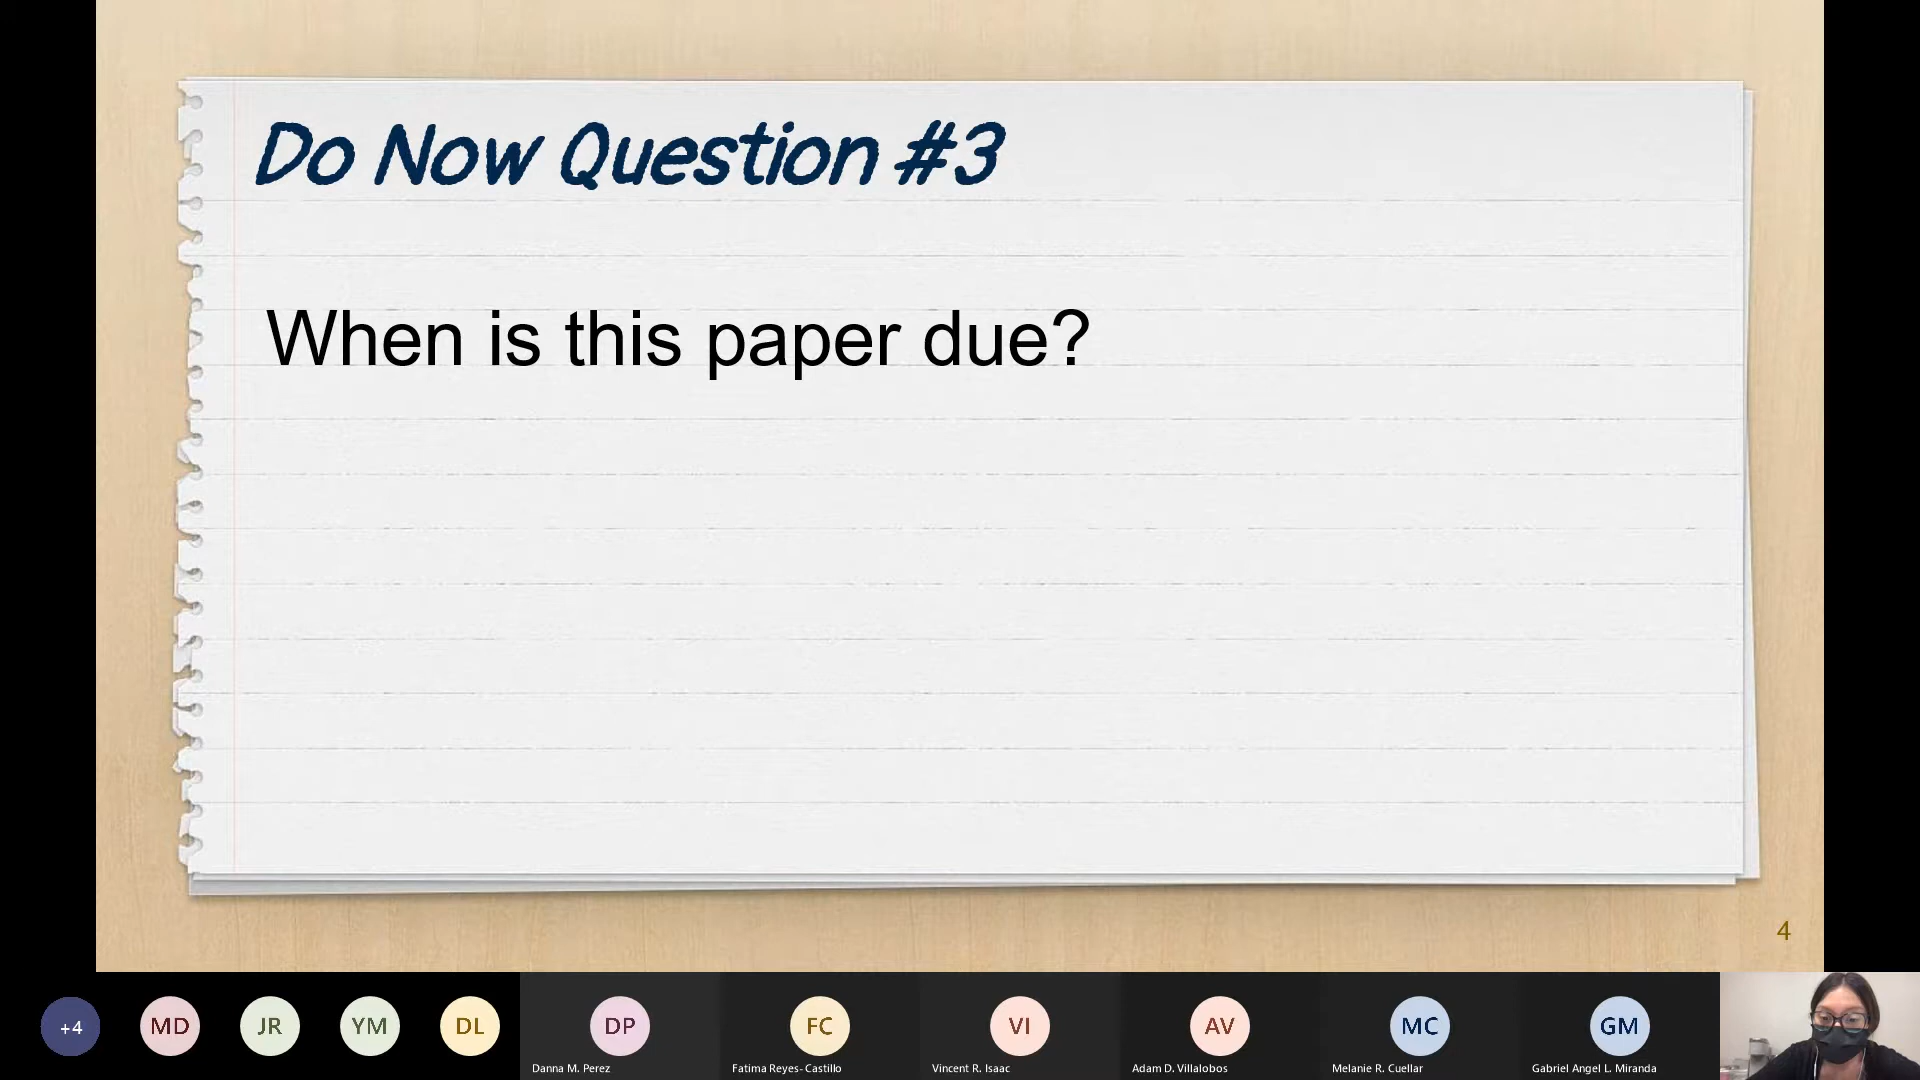 Do Now Question #3
When is this paper due?
4
+4
MD
JR
YM
DL
DP
FC
VI
AV
MC
GM
Danna M. Perez
Fatima Reyes-Castillo
Vincent R. Isaac
Adam D. Villalobos
Melanie R. Cuellar
Gabriel Angel L. Miranda